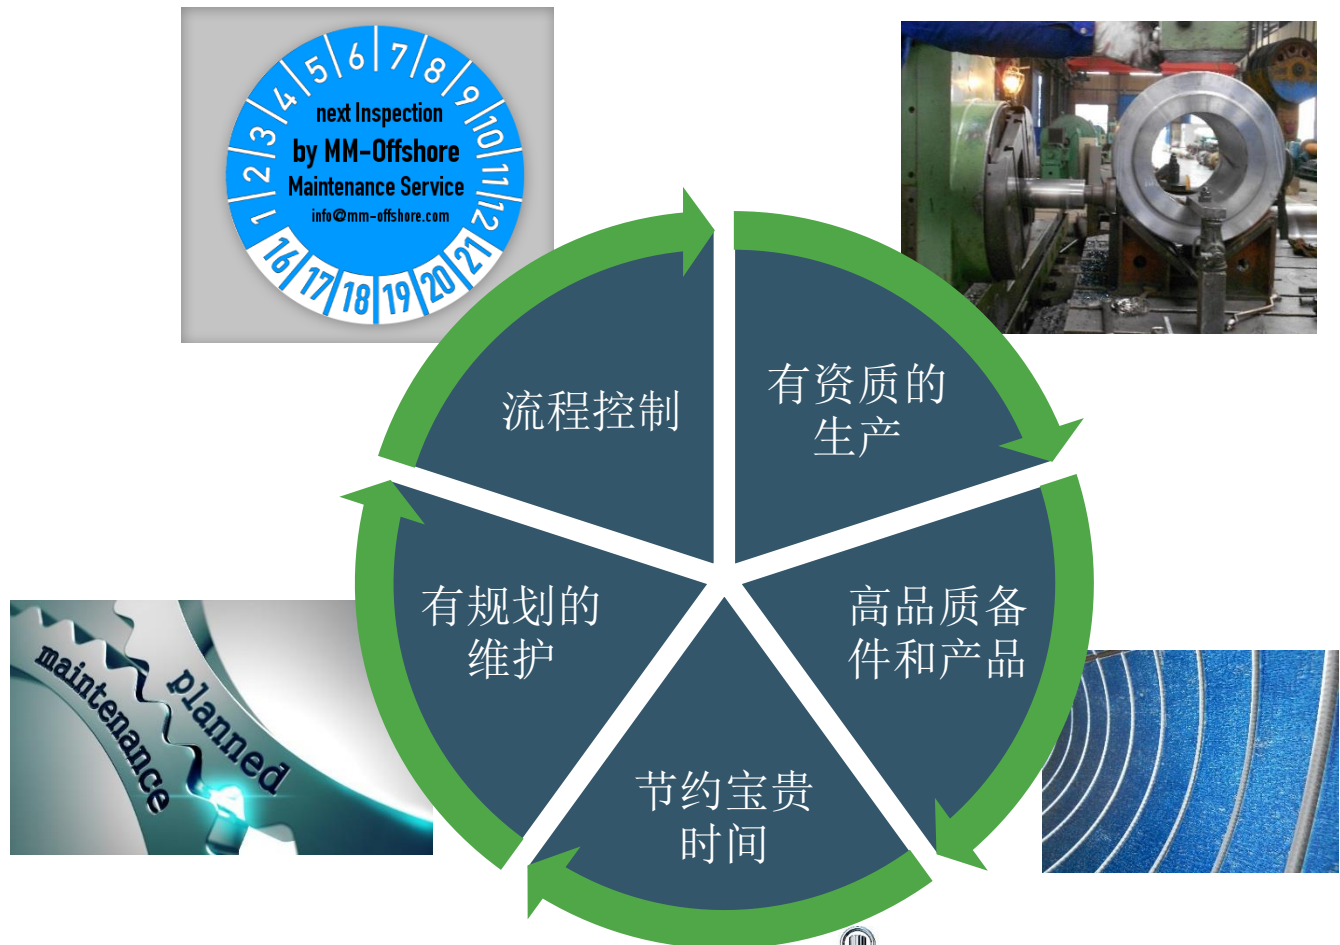 1 2 3 4 5 6 7 8 9 10 11 12
next Inspection
by MM-Offshore
Maintenance Service
info@mm-offshore.com
16 17 18 19 20 21
流程控制
有资质的
生产
有规划的
维护
高品质备
件和产品
节约宝贵
时间
planned
maintenance